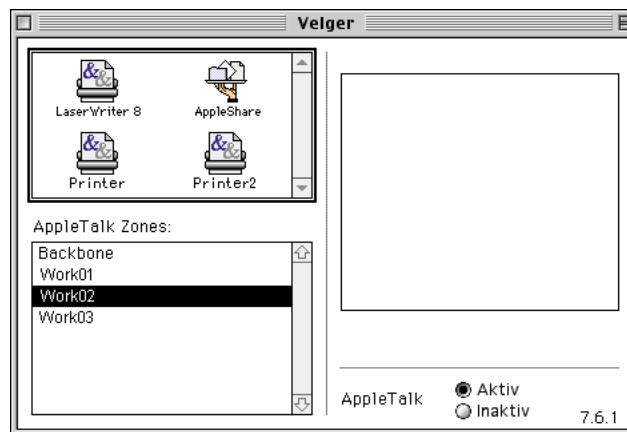 Velger
LaserWriter 8
AppleShare
Printer
Printer2
AppleTalk Zones:
Backbone
Work01
Work02
Work03
AppleTalk
Aktiv
Inaktiv
7.6.1